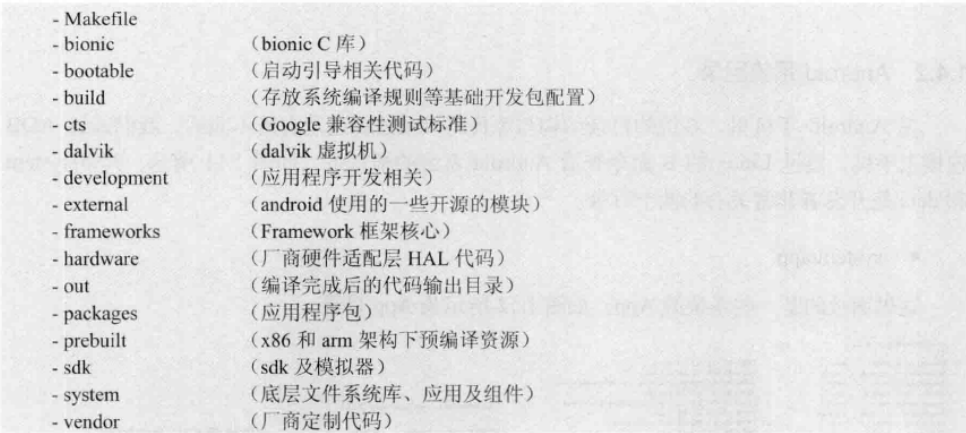 - Makefile
- bionic （bionic C 库）
- bootable （启动引导相关代码）
- build （存放系统编译规则等基础开发包配置）
- cts （Google 兼容性测试标准）
- dalvik （dalvik 虚拟机）
- development （应用程序开发相关）
- external （android 使用的一些开源的模块）
- frameworks （Framework 框架核心）
- hardware （厂商硬件适配层 HAL 代码）
- out （编译完成后的代码输出目录）
- packages （应用程序包）
- prebuilt （x86 和 arm 架构下预编译资源）
- sdk （sdk 及模拟器）
- system （底层文件系统库、应用及组件）
- vendor （厂商定制代码）